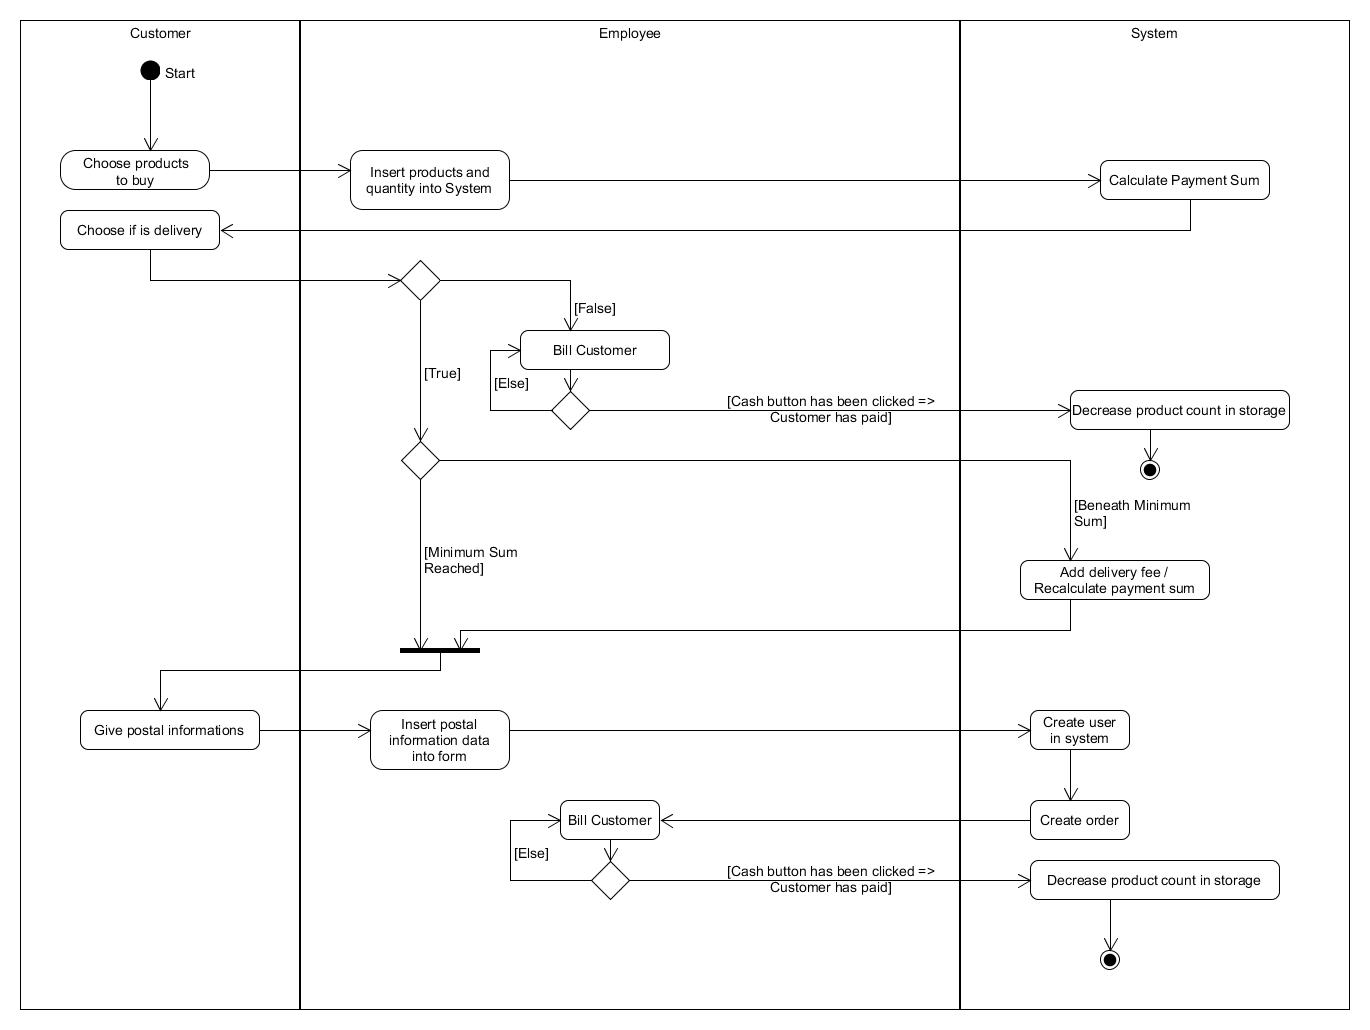 Customer
Employee
System
Start
Choose products
to buy
Insert products and
quantity into System
Calculate Payment Sum
Choose if is delivery
[False]
Bill Customer
[True]
[Else]
[Cash button has been clicked =>
Customer has paid]
Decrease product count in storage
[Beneath Minimum
Sum]
[Minimum Sum
Reached]
Add delivery fee /
Recalculate payment sum
Give postal informations
Insert postal
information data
into form
Create user
in system
Bill Customer
Create order
[Else]
[Cash button has been clicked =>
Customer has paid]
Decrease product count in storage